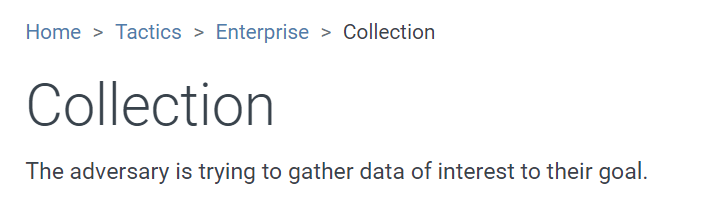 Home > Tactics > Enterprise > Collection
Collection
The adversary is trying to gather data of interest to their goal.